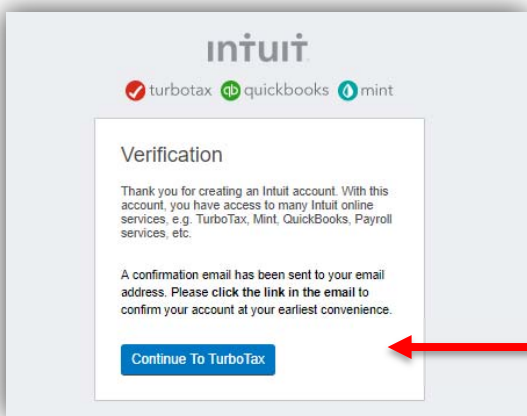 intuit
turbotax qb quickbooks mint
Verification
Thank you for creating an Intuit account. With this
account, you have access to many Intuit online
services, e.g. TurboTax, Mint, QuickBooks, Payroll
services, etc.
A confirmation email has been sent to your email
address. Please click the link in the email to
confirm your account at your earliest convenience.
Continue To TurboTax